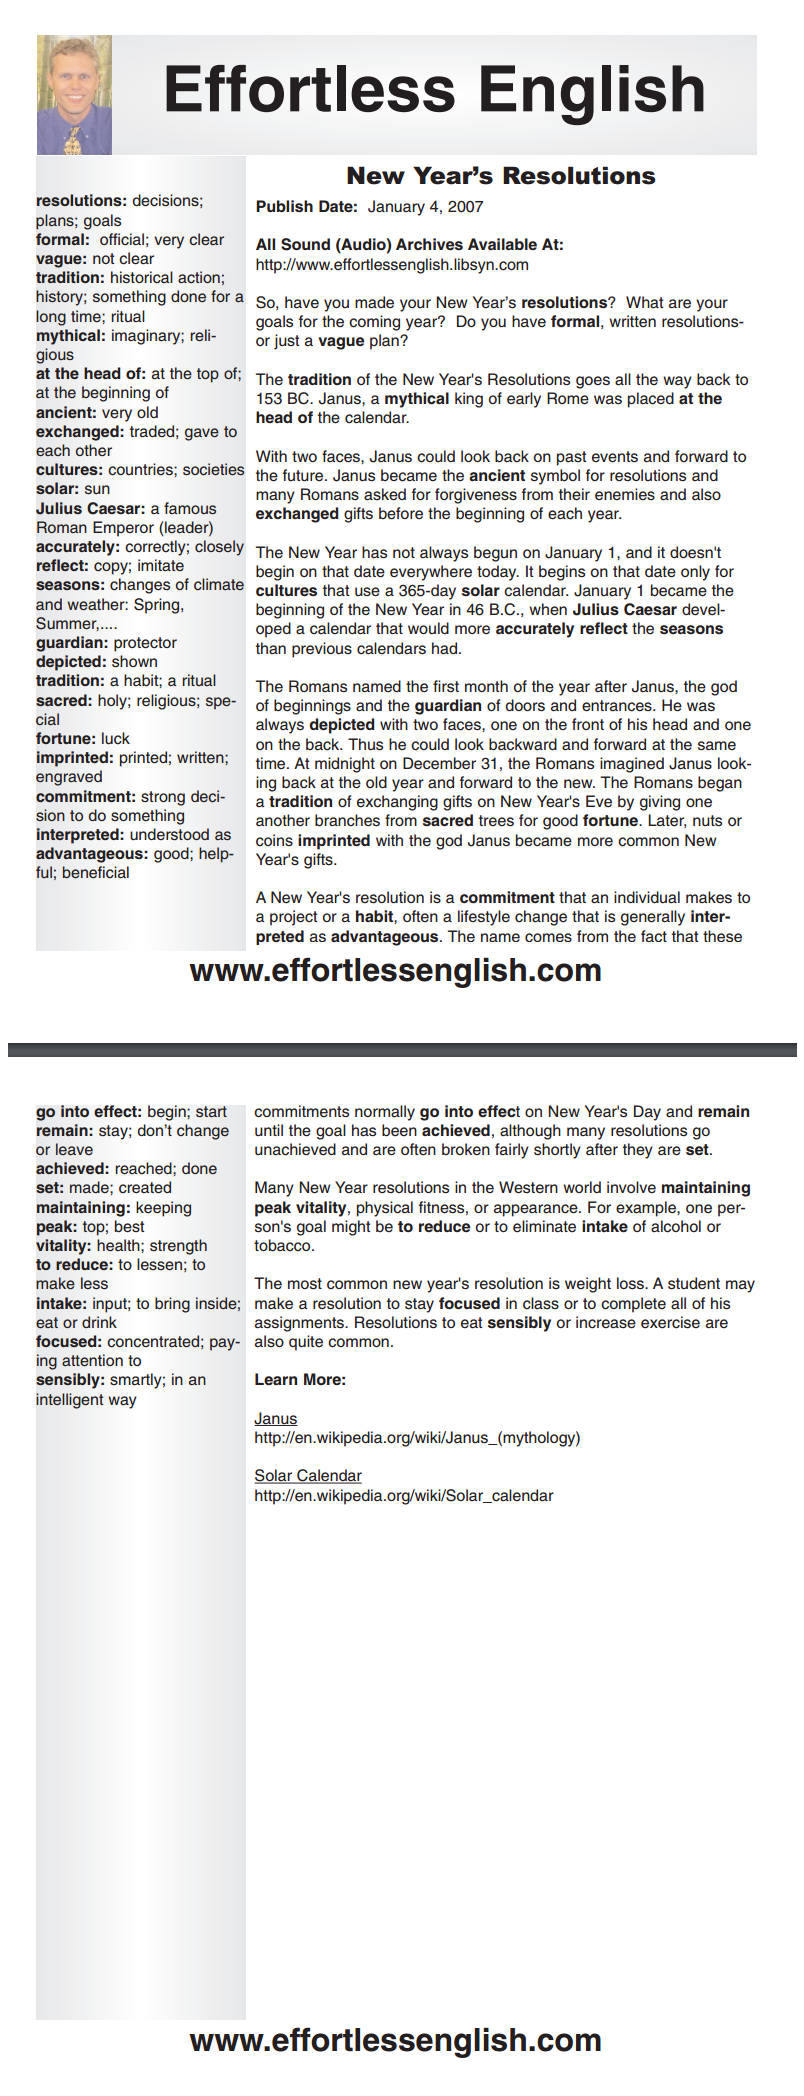 Effortless English
resolutions: decisions;
plans; goals
formal:  official; very clear
vague: not clear
tradition: historical action;
history; something done for a
long time; ritual
mythical: imaginary; reli-
gious
at the head of: at the top of;
at the beginning of
ancient: very old
exchanged: traded; gave to
each other
cultures: countries; societies
solar: sun
Julius Caesar: a famous
Roman Emperor (leader)
accurately: correctly; closely
reflect: copy; imitate
seasons: changes of climate
and weather: Spring,
Summer,....
guardian: protector
depicted: shown
tradition: a habit; a ritual
sacred: holy; religious; spe-
cial
fortune: luck
imprinted: printed; written;
engraved
commitment: strong deci-
sion to do something
interpreted: understood as
advantageous: good; help-
ful; beneficial
New Year’s Resolutions
Publish Date:  January 4, 2007
All Sound (Audio) Archives Available At:
http://www.effortlessenglish.libsyn.com
So, have you made your New Year’s resolutions?  What are your
goals for the coming year?  Do you have formal, written resolutions-
or just a vague plan?
The tradition of the New Year's Resolutions goes all the way back to
153 BC. Janus, a mythical king of early Rome was placed at the
head of the calendar.
With two faces, Janus could look back on past events and forward to
the future. Janus became the ancient symbol for resolutions and
many Romans asked for forgiveness from their enemies and also
exchanged gifts before the beginning of each year.
The New Year has not always begun on January 1, and it doesn't
begin on that date everywhere today. It begins on that date only for
cultures that use a 365-day solar calendar. January 1 became the
beginning of the New Year in 46 B.C., when Julius Caesar devel-
oped a calendar that would more accurately reflect the seasons
than previous calendars had.
The Romans named the first month of the year after Janus, the god
of beginnings and the guardian of doors and entrances. He was
always depicted with two faces, one on the front of his head and one
on the back. Thus he could look backward and forward at the same
time. At midnight on December 31, the Romans imagined Janus look-
ing back at the old year and forward to the new. The Romans began
a tradition of exchanging gifts on New Year's Eve by giving one
another branches from sacred trees for good fortune. Later, nuts or
coins imprinted with the god Janus became more common New
Year's gifts.
A New Year's resolution is a commitment that an individual makes to
a project or a habit, often a lifestyle change that is generally inter-
preted as advantageous. The name comes from the fact that these
www.effortlessenglish.com
go into effect: begin; start
remain: stay; don’t change
or leave
achieved: reached; done
set: made; created
maintaining: keeping
peak: top; best
vitality: health; strength
to reduce: to lessen; to
make less
intake: input; to bring inside;
eat or drink
focused: concentrated; pay-
ing attention to
sensibly: smartly; in an
intelligent way
commitments normally go into effect on New Year's Day and remain
until the goal has been achieved, although many resolutions go
unachieved and are often broken fairly shortly after they are set.
Many New Year resolutions in the Western world involve maintaining
peak vitality, physical fitness, or appearance. For example, one per-
son's goal might be to reduce or to eliminate intake of alcohol or
tobacco.
The most common new year's resolution is weight loss. A student may
make a resolution to stay focused in class or to complete all of his
assignments. Resolutions to eat sensibly or increase exercise are
also quite common.
Learn More:
Janus
http://en.wikipedia.org/wiki/Janus_(mythology)
Solar Calendar
http://en.wikipedia.org/wiki/Solar_calendar
www.effortlessenglish.com